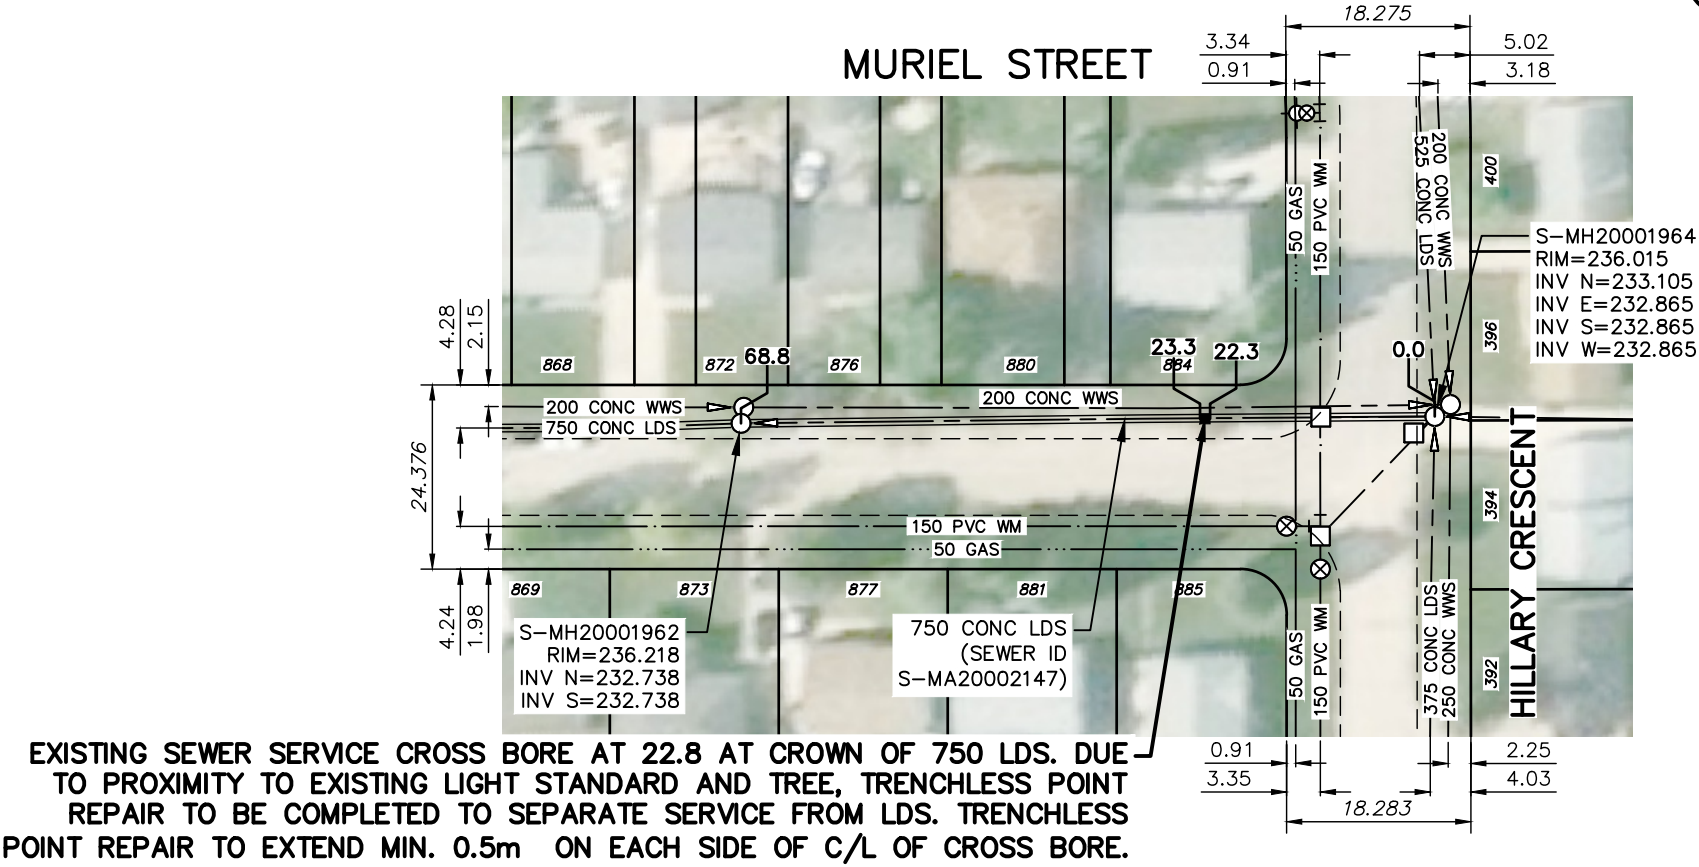 18.275
3.34
5.02
MURIEL STREET
0.91
3.18
50 GAS
150 PVC WM
525 CONC LDS
200 CONC WWS
400
S-MH20001964
RIM=236.015
INV N=233.105
INV E=232.865
INV S=232.865
INV W=232.865
4.28
2.15
396
868
872
68.8
876
880
23.3
884
22.3
0.0
200 CONC WWS
200 CONC WWS
750 CONC LDS
24.376
394
HILLARY CRESCENT
150 PVC WM
50 GAS
869
873
877
881
885
4.24
1.98
S-MH20001962
RIM=236.218
INV N=232.738
INV S=232.738
750 CONC LDS
(SEWER ID
S-MA20002147)
50 GAS
150 PVC WM
375 CONC LDS
250 CONC WWS
392
EXISTING SEWER SERVICE CROSS BORE AT 22.8 AT CROWN OF 750 LDS. DUE
TO PROXIMITY TO EXISTING LIGHT STANDARD AND TREE, TRENCHLESS POINT
REPAIR TO BE COMPLETED TO SEPARATE SERVICE FROM LDS. TRENCHLESS
POINT REPAIR TO EXTEND MIN. 0.5m ON EACH SIDE OF C/L OF CROSS BORE.
0.91
2.25
3.35
4.03
18.283